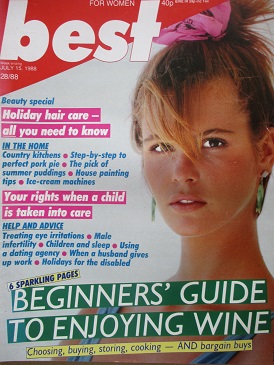 FOR WOMEN
40p
best
JULY 15, 1988
28/88
Beauty special
Holiday hair care –
all you need to know
IN THE HOME
Country kitchens • Step-by-step to
perfect pork pie • The pick of
summer puddings • House painting
tips • Ice-cream machines
Your rights when a child
is taken into care
HELP AND ADVICE
Treating eye irritations • Male
infertility • Children and sleep • Using
a dating agency • When a husband gives
up work • Holidays for the disabled
6 SPARKLING PAGES
BEGINNERS' GUIDE
TO ENJOYING WINE
Choosing, buying, storing, cooking — AND bargain buys